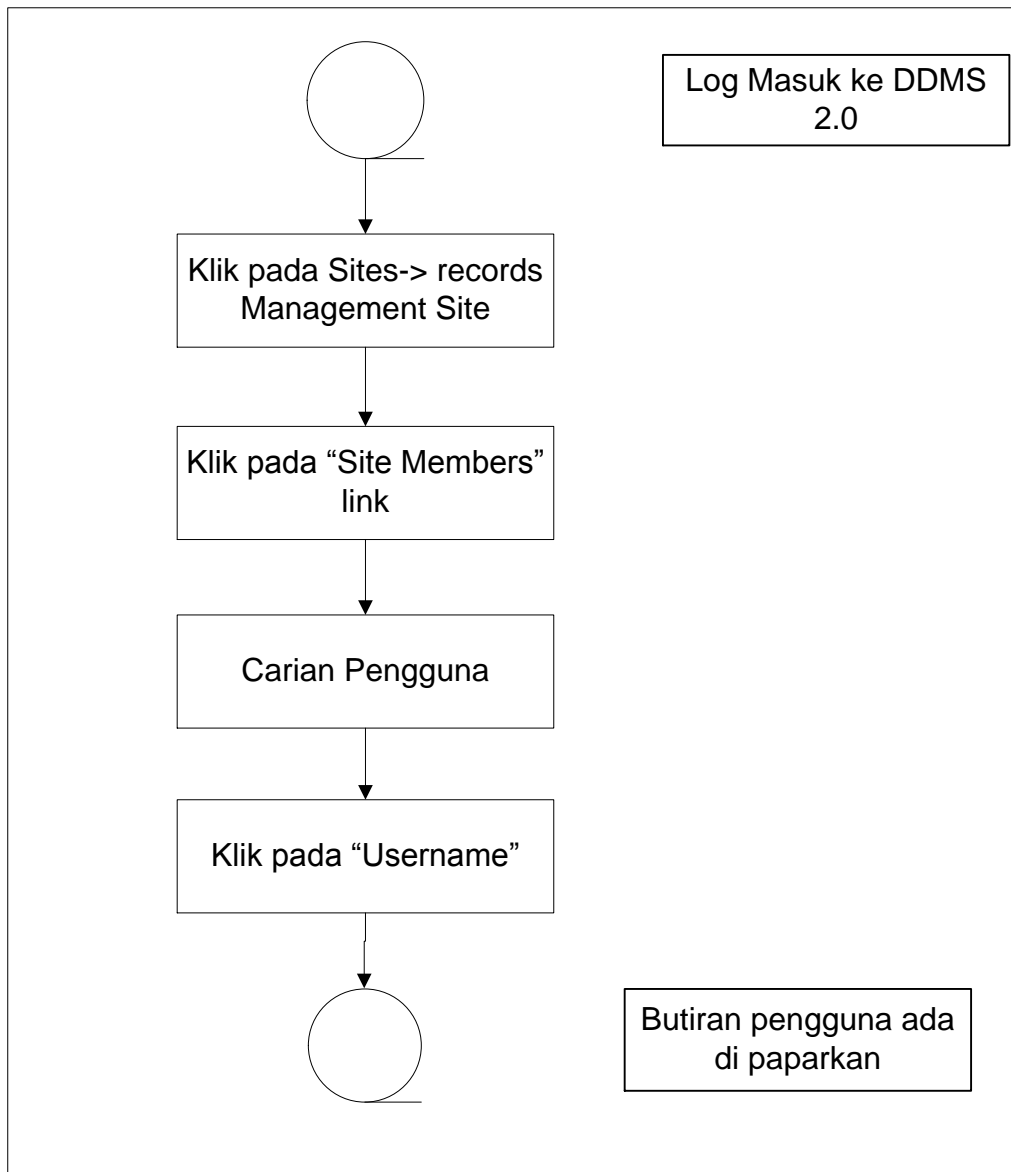 Log Masuk ke DDMS
2.0
Klik pada Sites-> records
Management Site
Klik pada “Site Members”
link
Carian Pengguna
Klik pada “Username”
Butiran pengguna ada
di paparkan